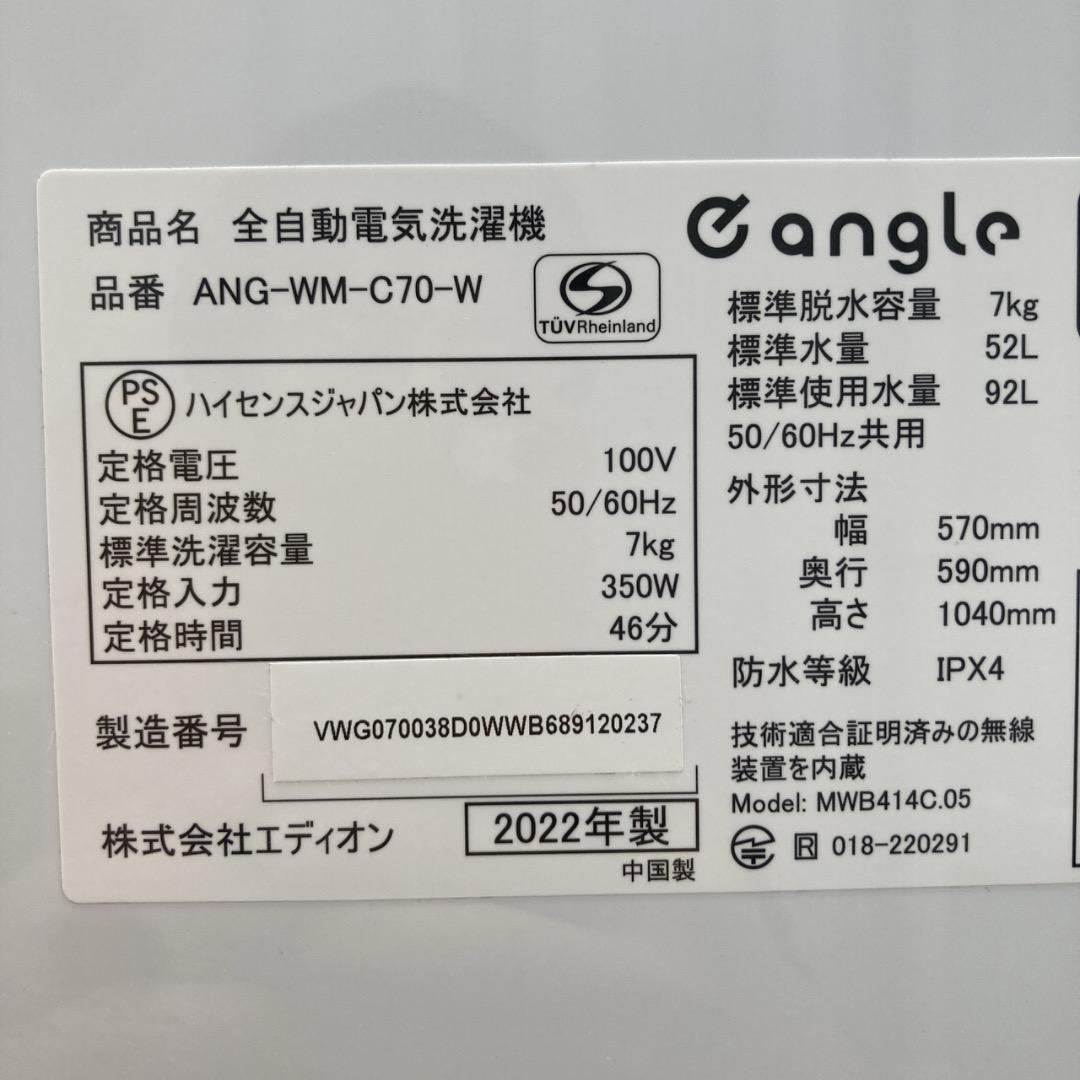 商品名 全自動電気洗濯機
品番 ANG-WM-C70-W
TÜVRheinland
PSE ハイセンスジャパン株式会社
定格電圧 100V
定格周波数 50/60Hz
標準洗濯容量 7kg
定格入力 350W
定格時間 46分
製造番号 VWG070038D0WWB689120237
株式会社エディオン 2022年製
中国製
e angle
標準脱水容量 7kg
標準水量 52L
標準使用水量 92L
50/60Hz共用
外形寸法
幅 570mm
奥行 590mm
高さ 1040mm
防水等級 IPX4
技術適合証明済みの無線
装置を内蔵
Model: MWB414C.05
R 018-220291